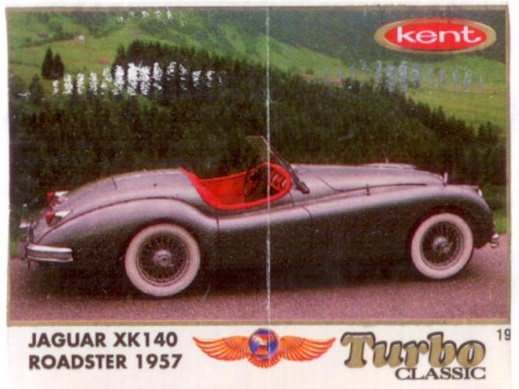 kent
JAGUAR XK140
ROADSTER 1957
Turbo
CLASSIC
19